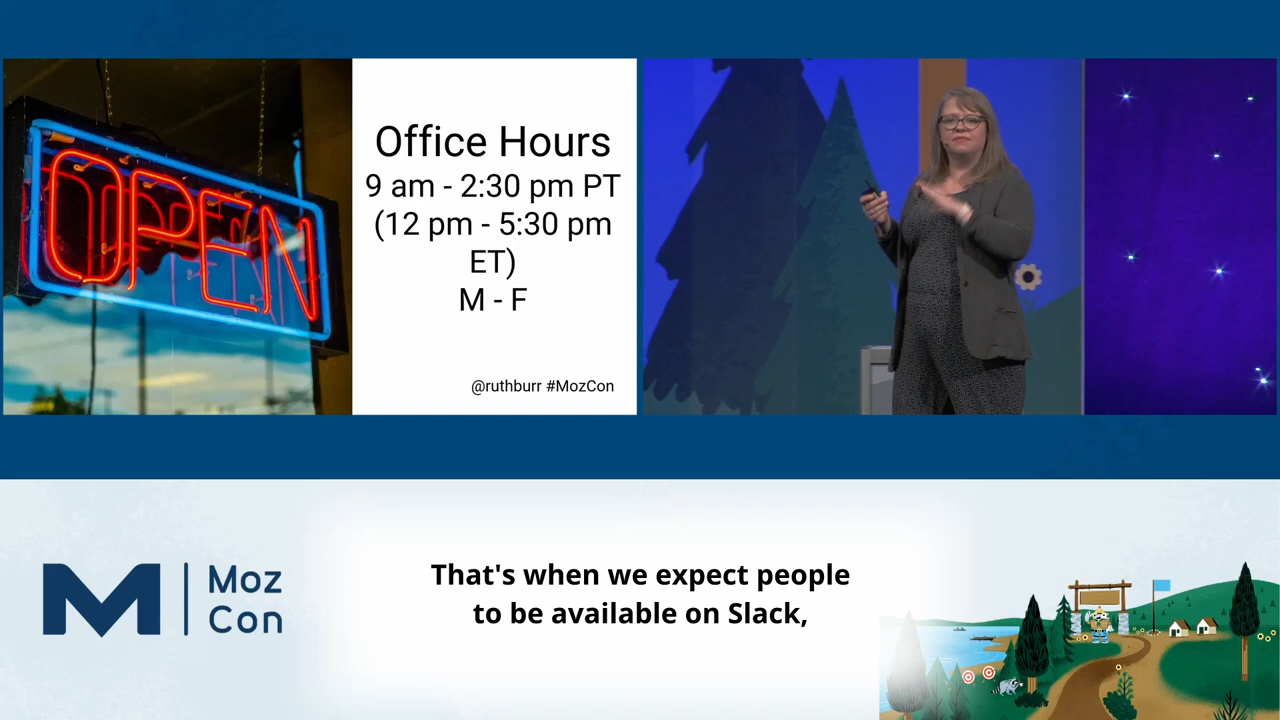 OPEN
Office Hours
9 am - 2:30 pm PT
(12 pm - 5:30 pm
ET)
M - F
@ruthburr #MozCon
M
Moz
Con
That's when we expect people
to be available on Slack,